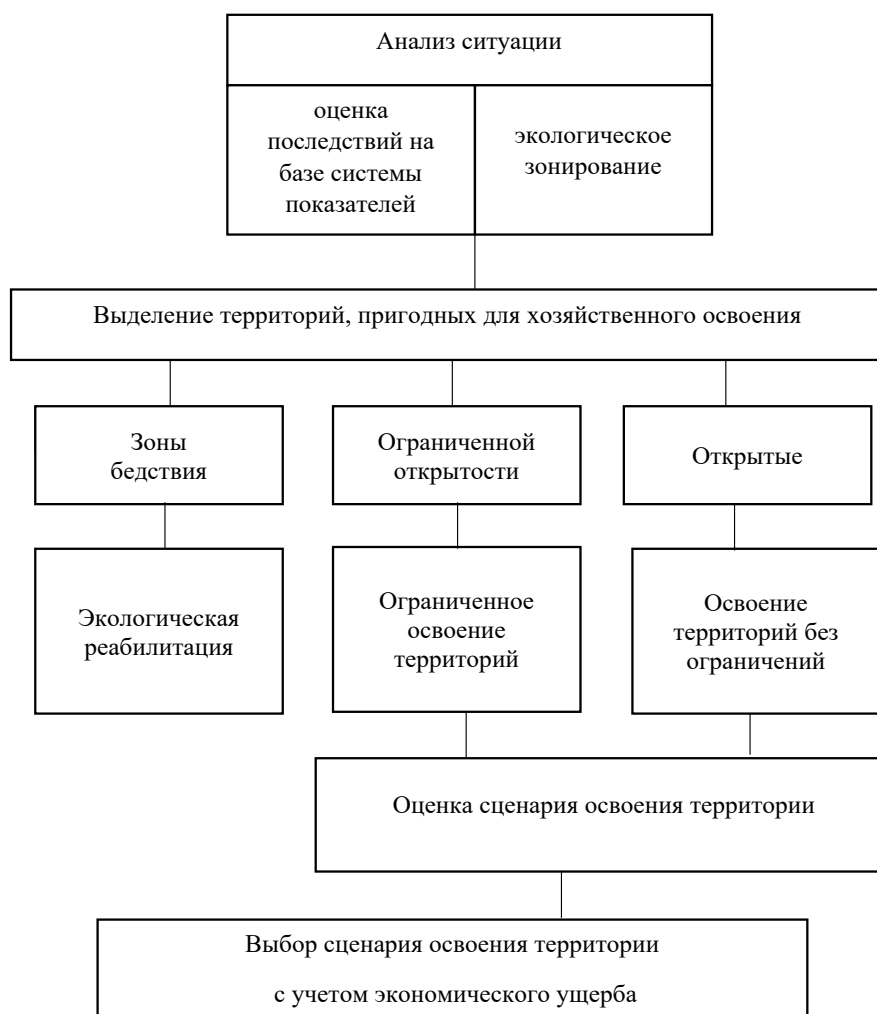 Анализ ситуации
оценка
последствий на
базе системы
показателей
экологическое
зонирование
Выделение территорий, пригодных для хозяйственного освоения
Зоны
бедствия
Ограниченной
открытости
Открытые
Экологическая
реабилитация
Ограниченное
освоение
территорий
Освоение
территорий без
ограничений
Оценка сценария освоения территории
Выбор сценария освоения территории
с учетом экономического ущерба